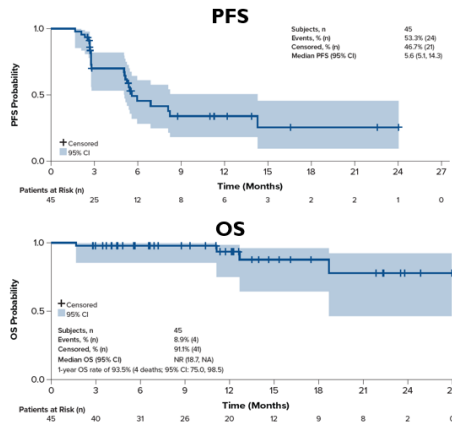 PFS
Subjects, n 45
Events, % (n) 53.3% (24)
Censored, % (n) 46.7% (21)
Median PFS (95% CI) 5.6 (5.1, 14.3)
PFS Probability
1.0
0.5
0.0
Censored
95% CI
0 3 6 9 12 15 18 21 24 27
Time (Months)
Patients at Risk (n)
45 25 12 8 6 3 2 2 1 0
OS
OS Probability
1.0
0.5
0.0
Censored
95% CI
Subjects, n 45
Events, % (n) 8.9% (4)
Censored, % (n) 91.1% (41)
Median OS (95% CI) NR (18.7, NA)
1-year OS rate of 93.5% (4 deaths; 95% CI: 75.0, 98.5)
0 3 6 9 12 15 18 21 24
Time (Months)
Patients at Risk (n)
45 40 31 26 20 12 9 8 2 0